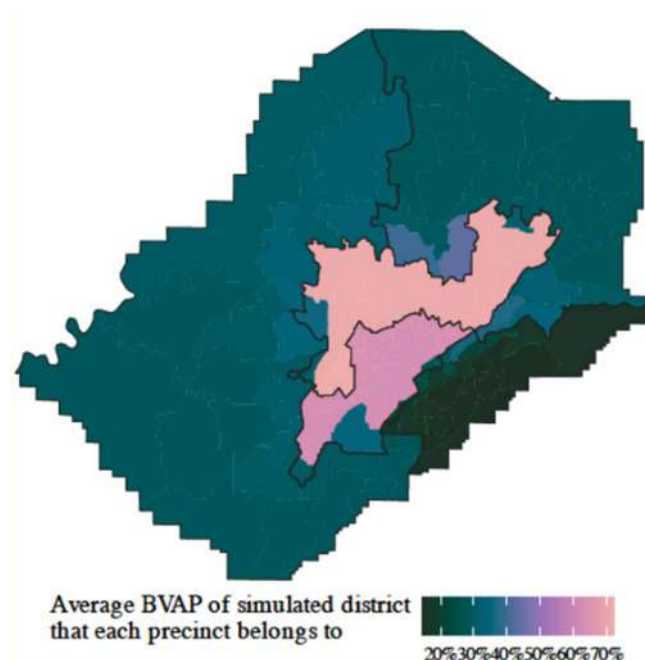 Average BVAP of simulated district
that each precinct belongs to
20%30%40%50%60%70%